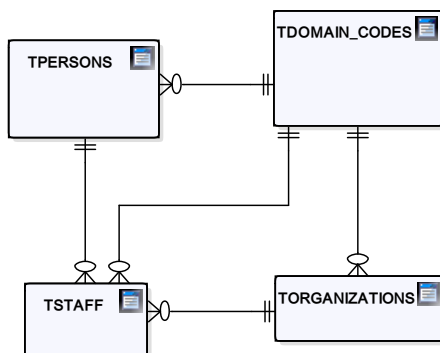 TPERSONS
TDOMAIN_CODES
TSTAFF
TORGANIZATIONS